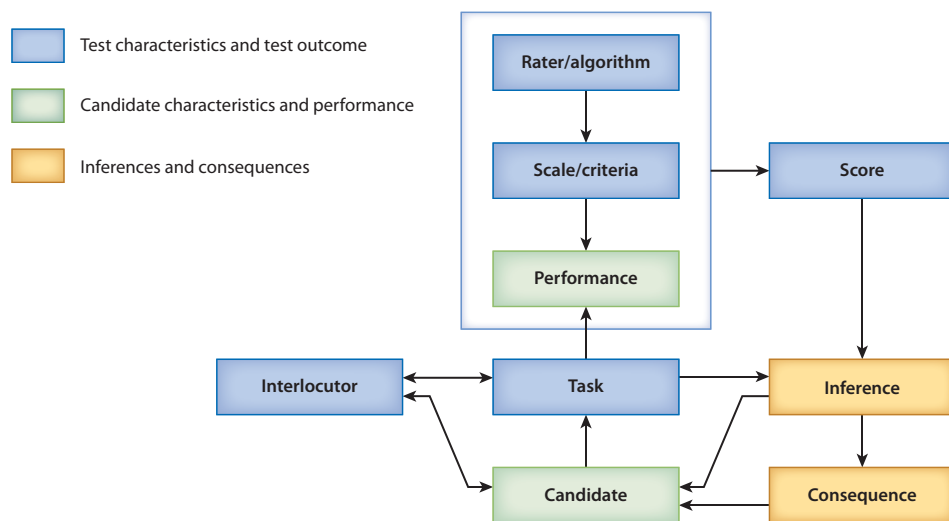 Test characteristics and test outcome
Candidate characteristics and performance
Inferences and consequences
Rater/algorithm
Scale/criteria
Score
Performance
Interlocutor
Task
Inference
Candidate
Consequence